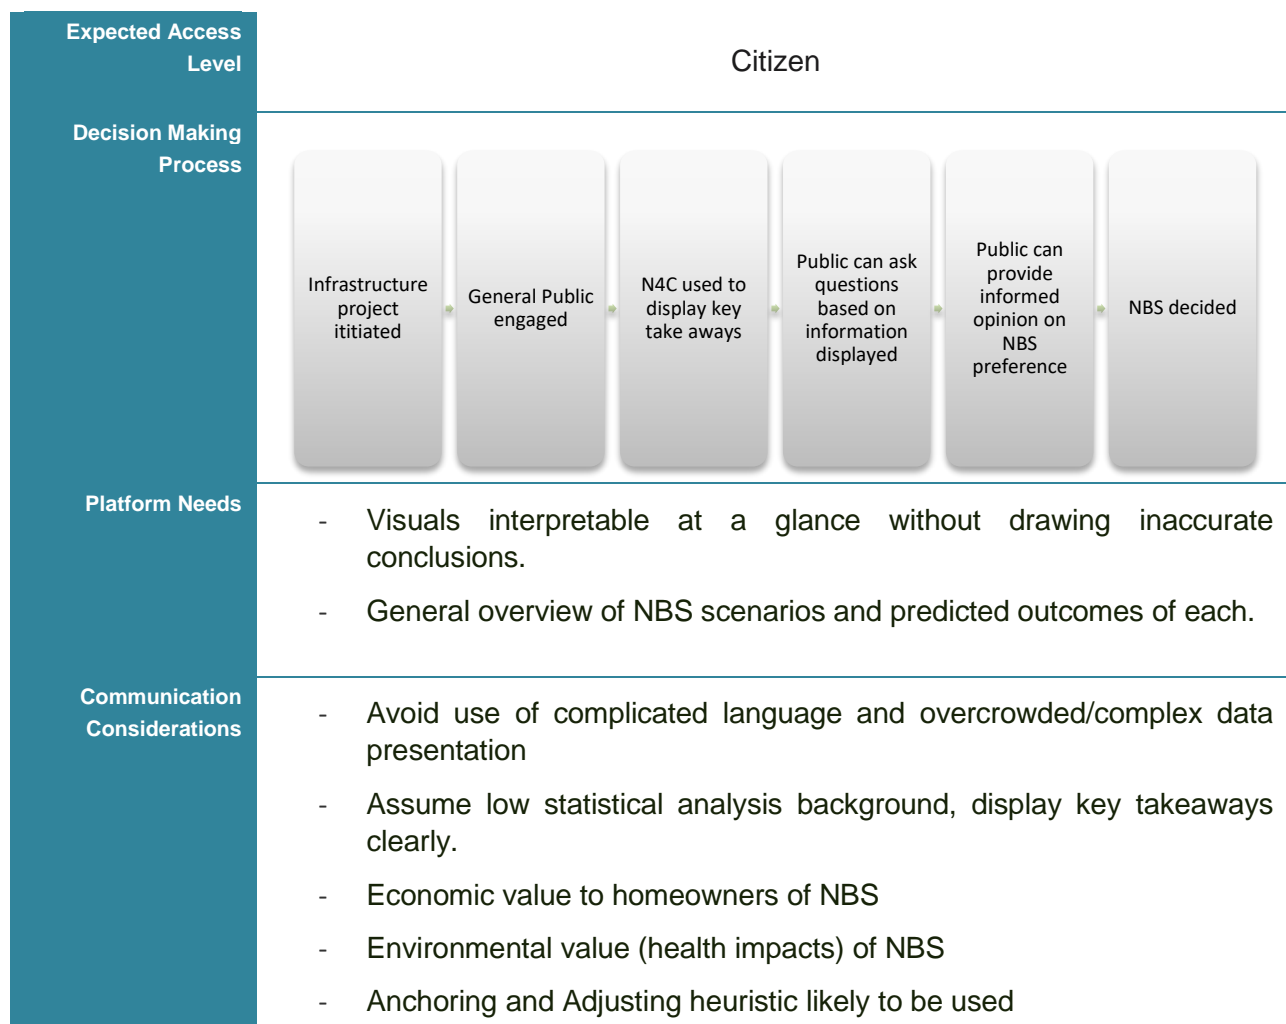 Expected Access
Level
Citizen
Decision Making
Process
Infrastructure
project
ititiated
General Public
engaged
N4C used to
display key
take aways
Public can ask
questions
based on
information
displayed
Public can
provide
informed
opinion on
NBS
preference
NBS decided
Platform Needs
- Visuals interpretable at a glance without drawing inaccurate
conclusions.
- General overview of NBS scenarios and predicted outcomes of each.
Communication
Considerations
- Avoid use of complicated language and overcrowded/complex data
presentation
- Assume low statistical analysis background, display key takeaways
clearly.
- Economic value to homeowners of NBS
- Environmental value (health impacts) of NBS
- Anchoring and Adjusting heuristic likely to be used